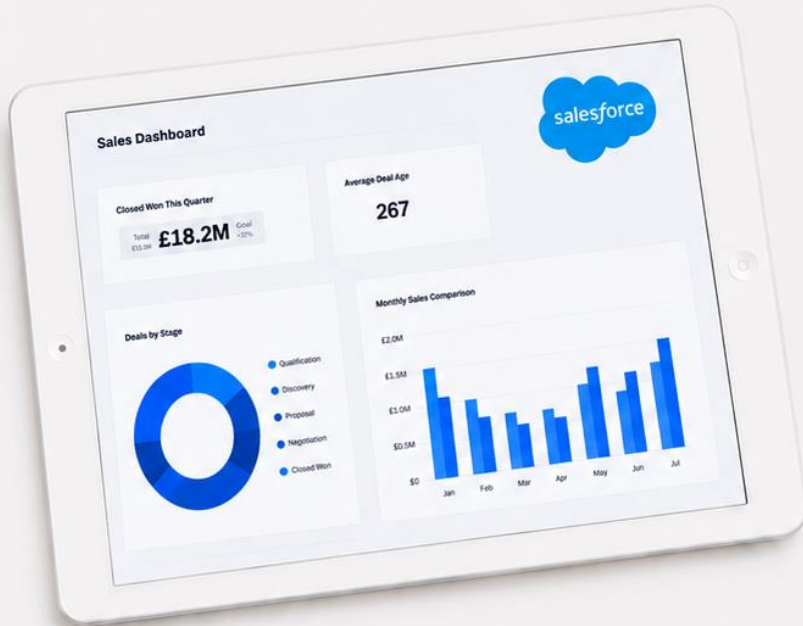 Sales Dashboard
salesforce
Closed Won This Quarter
Total
£18.2M
Goal
Average Deal Age
267
Deals by Stage
Qualification
Discovery
Proposal
Negotiation
Closed Won
Monthly Sales Comparison
£2.0M
£1.5M
£1.0M
£0.5M
£0
Jan
Feb
Mar
Apr
May
Jun
Jul